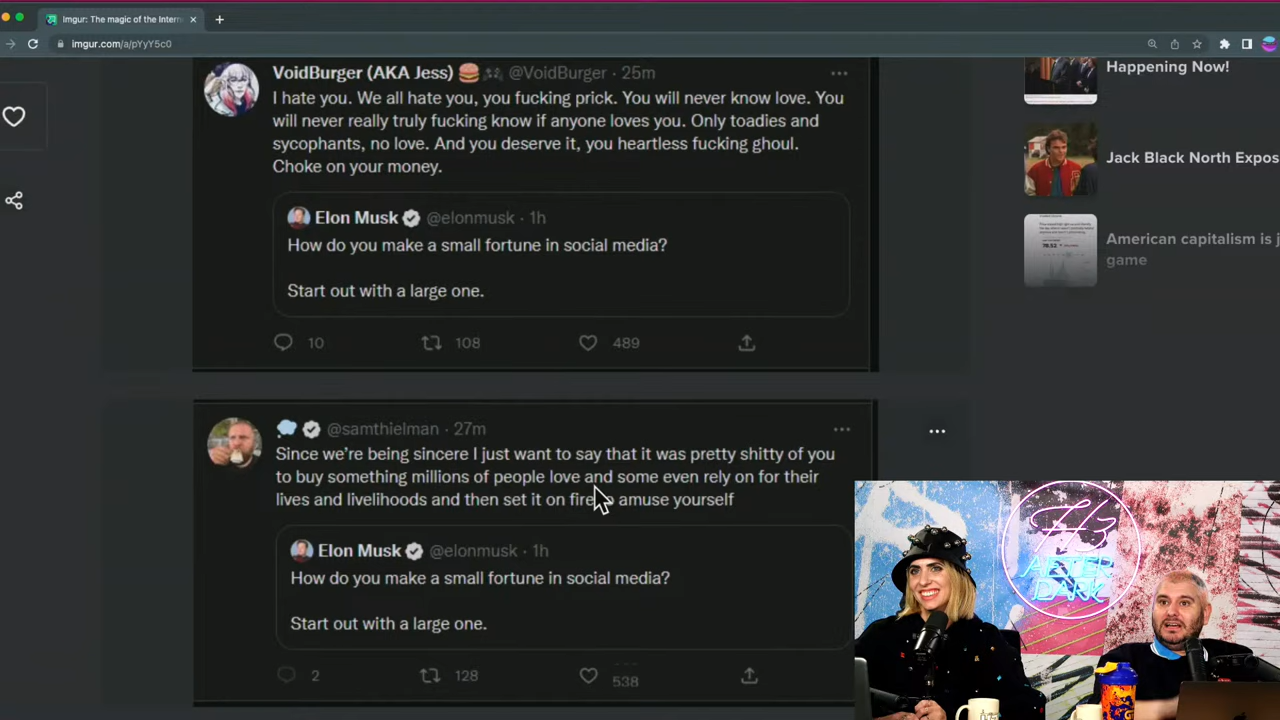 Imgur: The magic of the Intern
imgur.com/a/pYyY5c0
VoidBurger (AKA Jess) 🍔 @VoidBurger · 25m
I hate you. We all hate you, you fucking prick. You will never know love. You
will never really truly fucking know if anyone loves you. Only toadies and
sycophants, no love. And you deserve it, you heartless fucking ghoul.
Choke on your money.
Elon Musk @elonmusk · 1h
How do you make a small fortune in social media?
Start out with a large one.
10 108 489
@samthielman · 27m
Since we're being sincere I just want to say that it was pretty shitty of you
to buy something millions of people love and some even rely on for their
lives and livelihoods and then set it on fire amuse yourself
Elon Musk @elonmusk · 1h
How do you make a small fortune in social media?
Start out with a large one.
2 128 538
Happening Now!
Jack Black North Expos
American capitalism is j
game
H3
AFTER
DARK